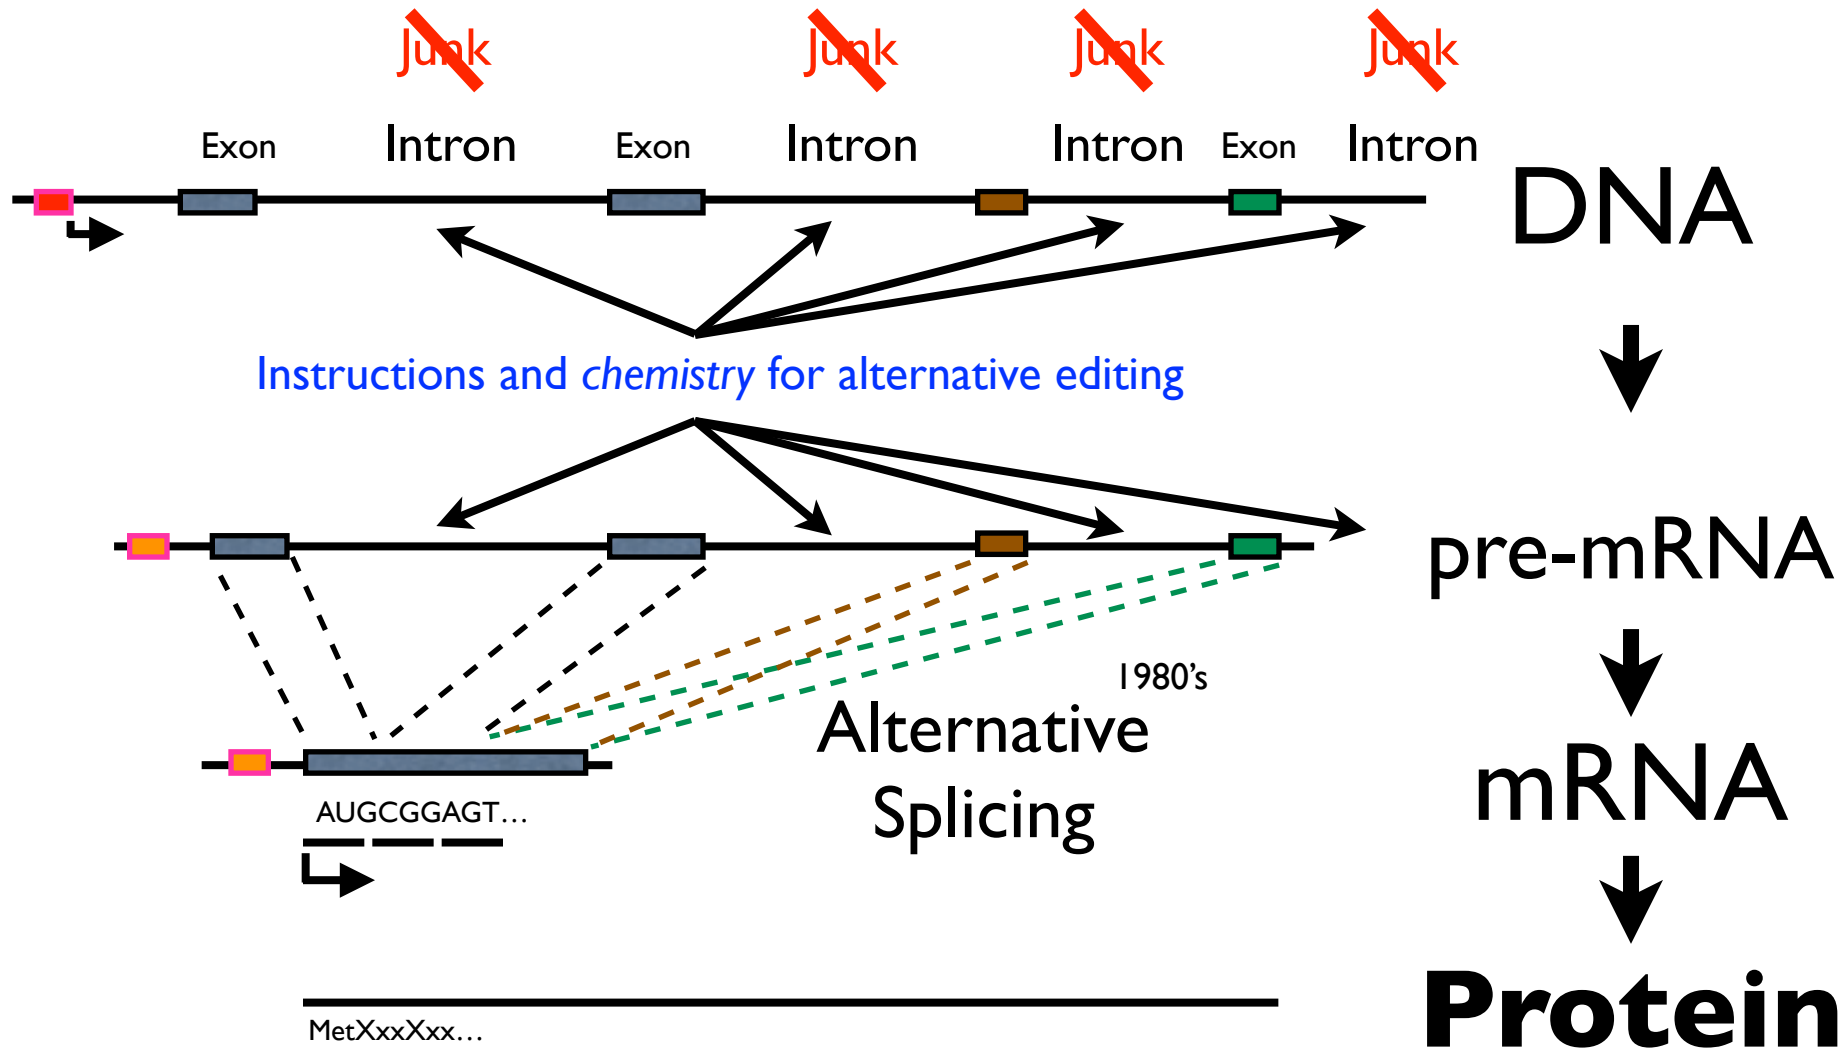 Junk Junk Junk Junk
Exon Intron Exon Intron Intron Exon Intron
DNA
Instructions and chemistry for alternative editing
pre-mRNA
1980's
Alternative
Splicing
mRNA
AUGCGGAGT...
MetXxxXxx...
Protein